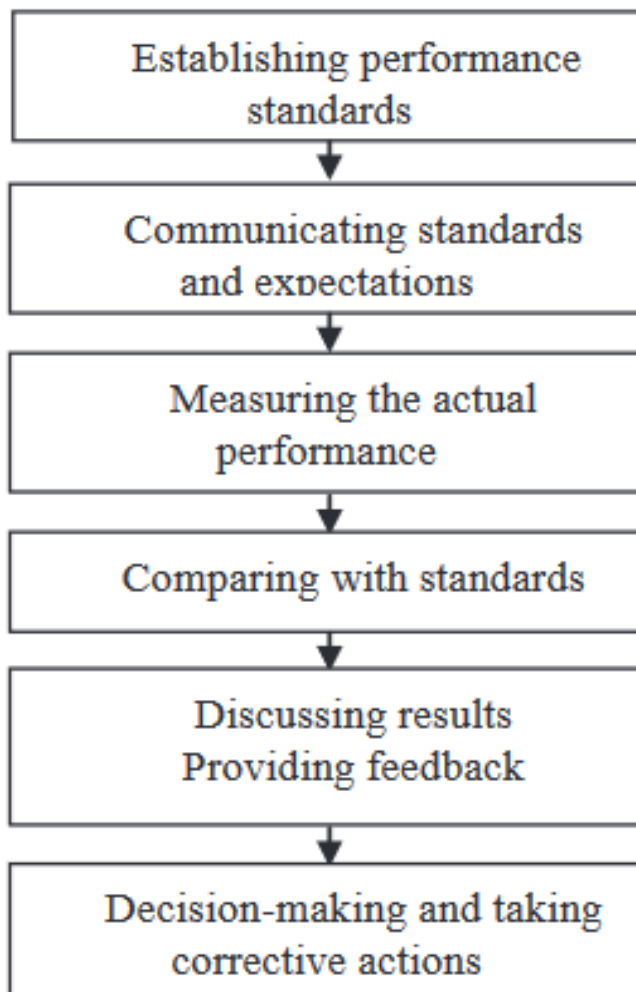 Establishing performance
standards
Communicating standards
and expectations
Measuring the actual
performance
Comparing with standards
Discussing results
Providing feedback
Decision-making and taking
corrective actions